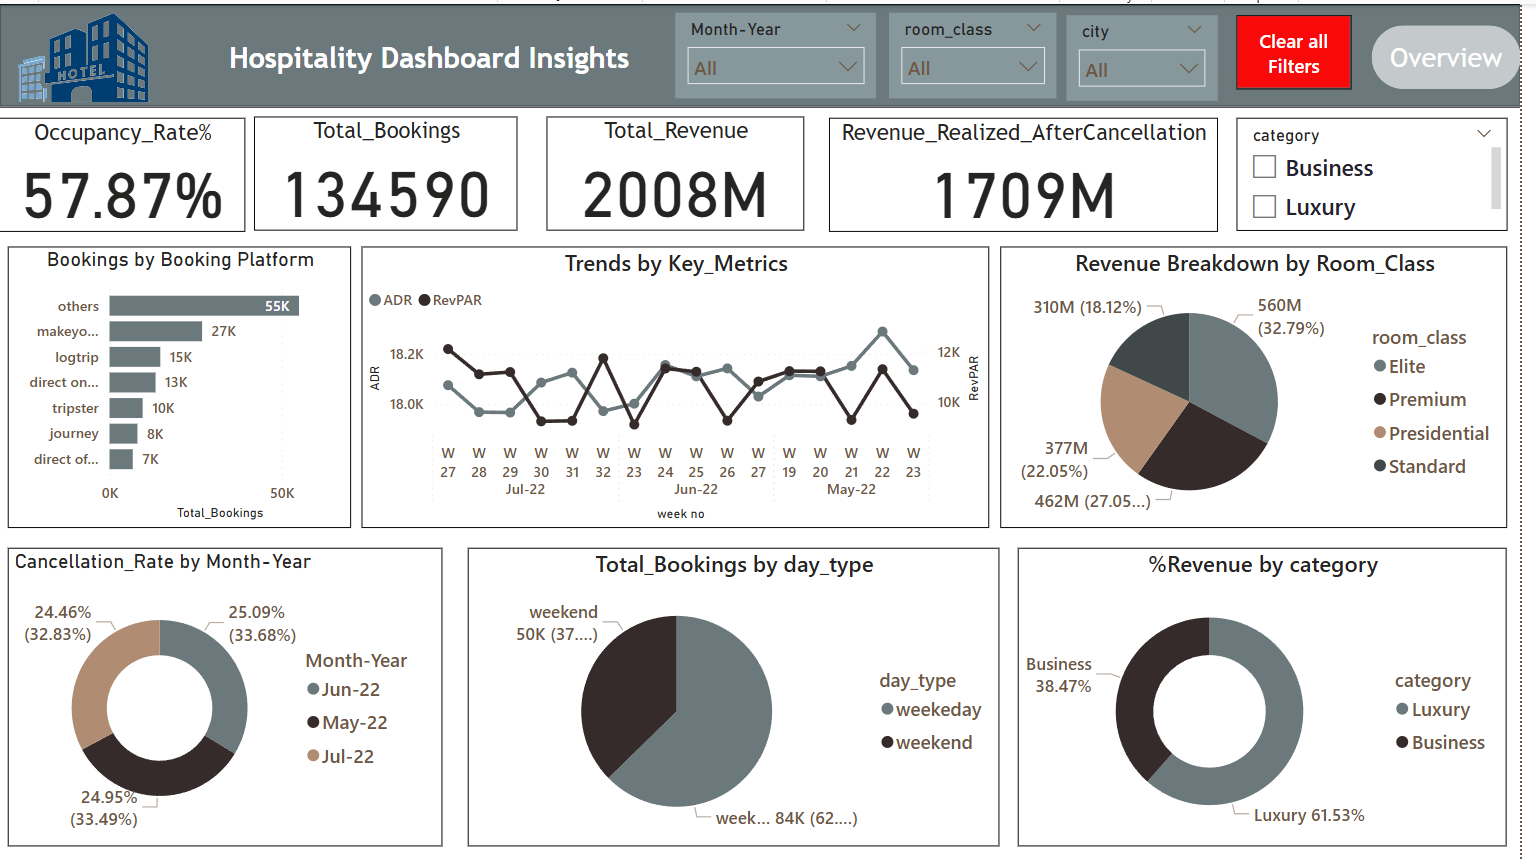 HOTEL
Hospitality Dashboard Insights
Month-Year
All
room_class
All
city
All
Clear all
Filters
Overview
Occupancy_Rate%
57.87%
Total_Bookings
134590
Total_Revenue
2008M
Revenue_Realized_AfterCancellation
1709M
category
Business
Luxury
Bookings by Booking Platform
others
55K
makeyo...
27K
logtrip
15K
direct on...
13K
tripster
10K
journey
8K
direct of...
7K
0K
50K
Total_Bookings
Trends by Key_Metrics
ADR
RevPAR
18.2K
18.0K
ADR
12K
10K
RevPAR
W W W W W W W W W W W W W W W W
27 28 29 30 31 32 23 24 25 26 27 19 20 21 22 23
Jul-22
Jun-22
May-22
week no
Revenue Breakdown by Room_Class
310M (18.12%)
560M
(32.79%)
377M
(22.05%)
462M (27.05...)
room_class
Elite
Premium
Presidential
Standard
Cancellation_Rate by Month-Year
24.46%
(32.83%)
25.09%
(33.68%)
24.95%
(33.49%)
Month-Year
Jun-22
May-22
Jul-22
Total_Bookings by day_type
weekend
50K (37....)
week... 84K (62....)
day_type
weekeday
weekend
%Revenue by category
Business
38.47%
Luxury 61.53%
category
Luxury
Business